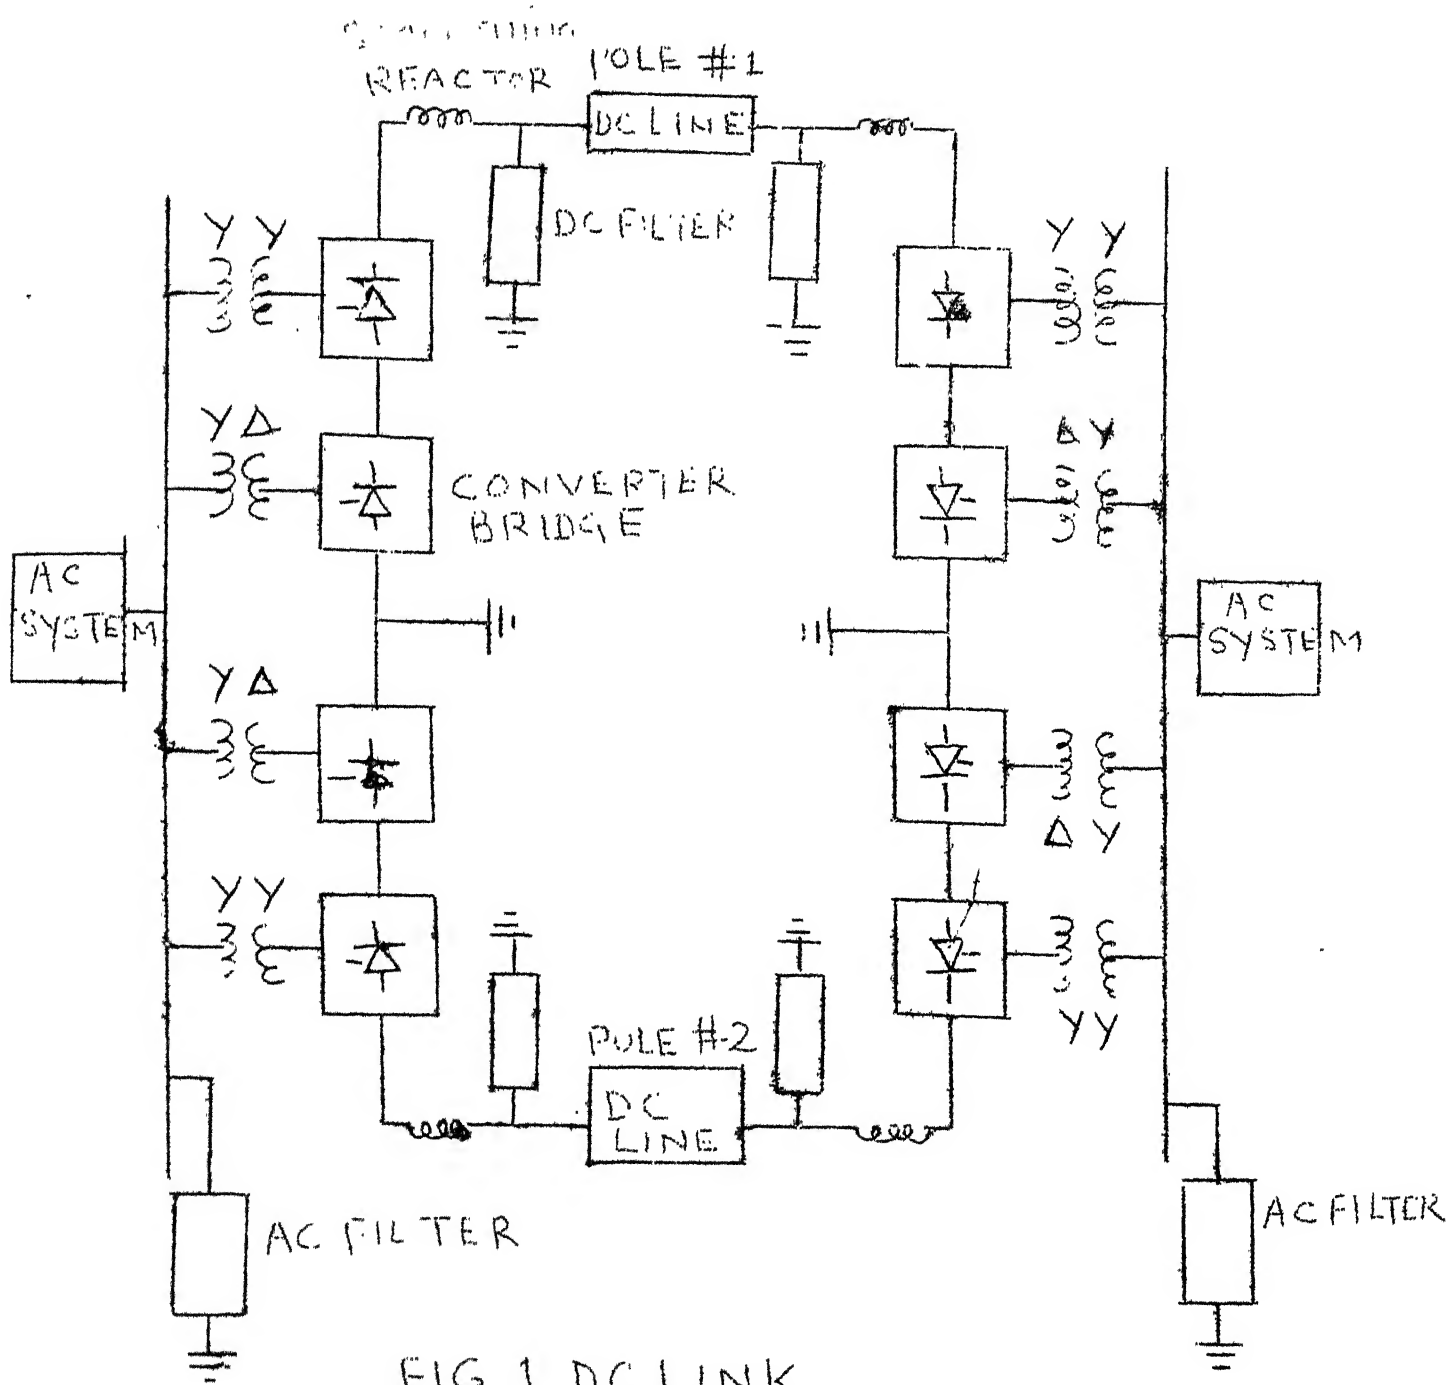 REACTOR
POLE #1
DC LINE
DC FILTER
Y Y
Y Y
Y Δ
Δ Y
CONVERTER
BRIDGE
AC
SYSTEM
AC
SYSTEM
Y Δ
Δ Y
Y Y
Y Y
POLE #2
DC
LINE
AC FILTER
AC FILTER
FIG 1 DC LINK